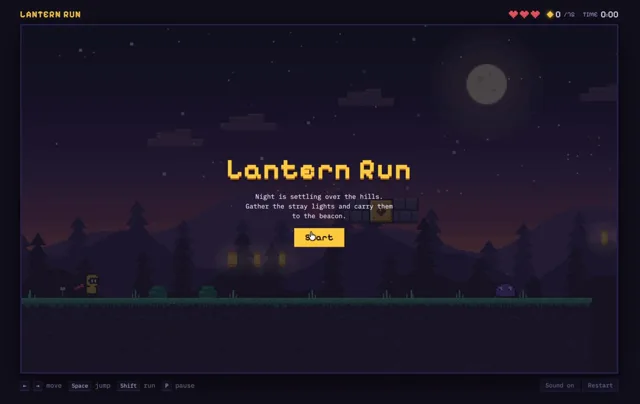 LANTERN RUN
0 /76 TIME 0:00
Lantern Run
Night is settling over the hills.
Gather the stray lights and carry them
to the beacon.
Start
← → move Space jump Shift run P pause
Sound on Restart